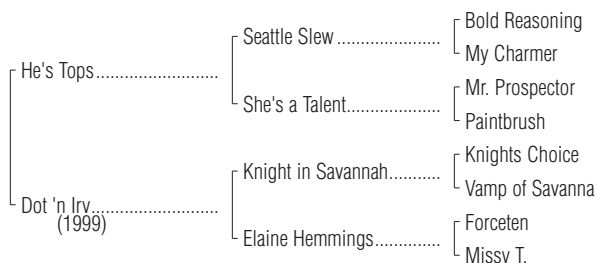 Bold Reasoning
Seattle Slew
My Charmer
He's Tops
Mr. Prospector
She's a Talent
Paintbrush
Knights Choice
Knight in Savannah
Vamp of Savanna
Dot 'n Irv
(1999)
Forceten
Elaine Hemmings
Missy T.